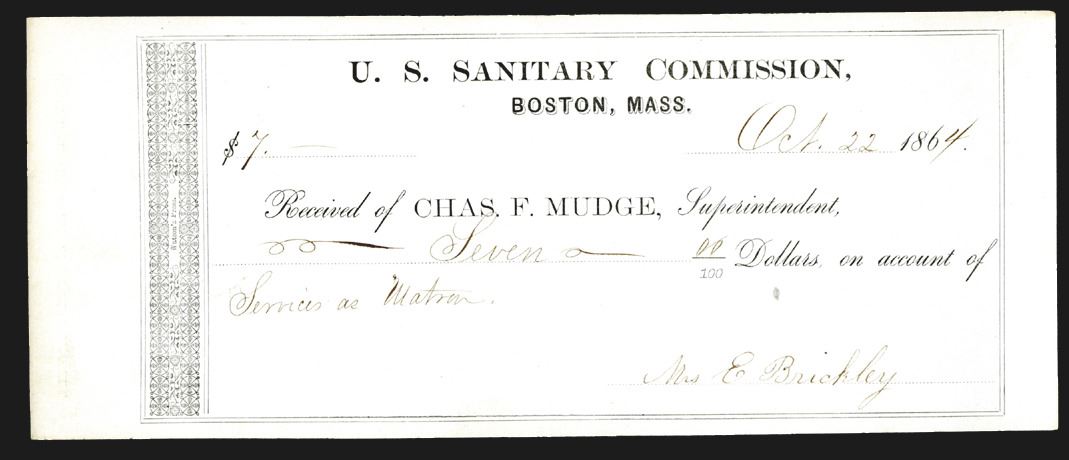 U. S. SANITARY COMMISSION,
BOSTON, MASS.
$ 7. — Oct. 22 1864.
Received of CHAS. F. MUDGE, Superintendent,
Seven 00/100 Dollars, on account of
Services as Matron.
Mrs E Brickley